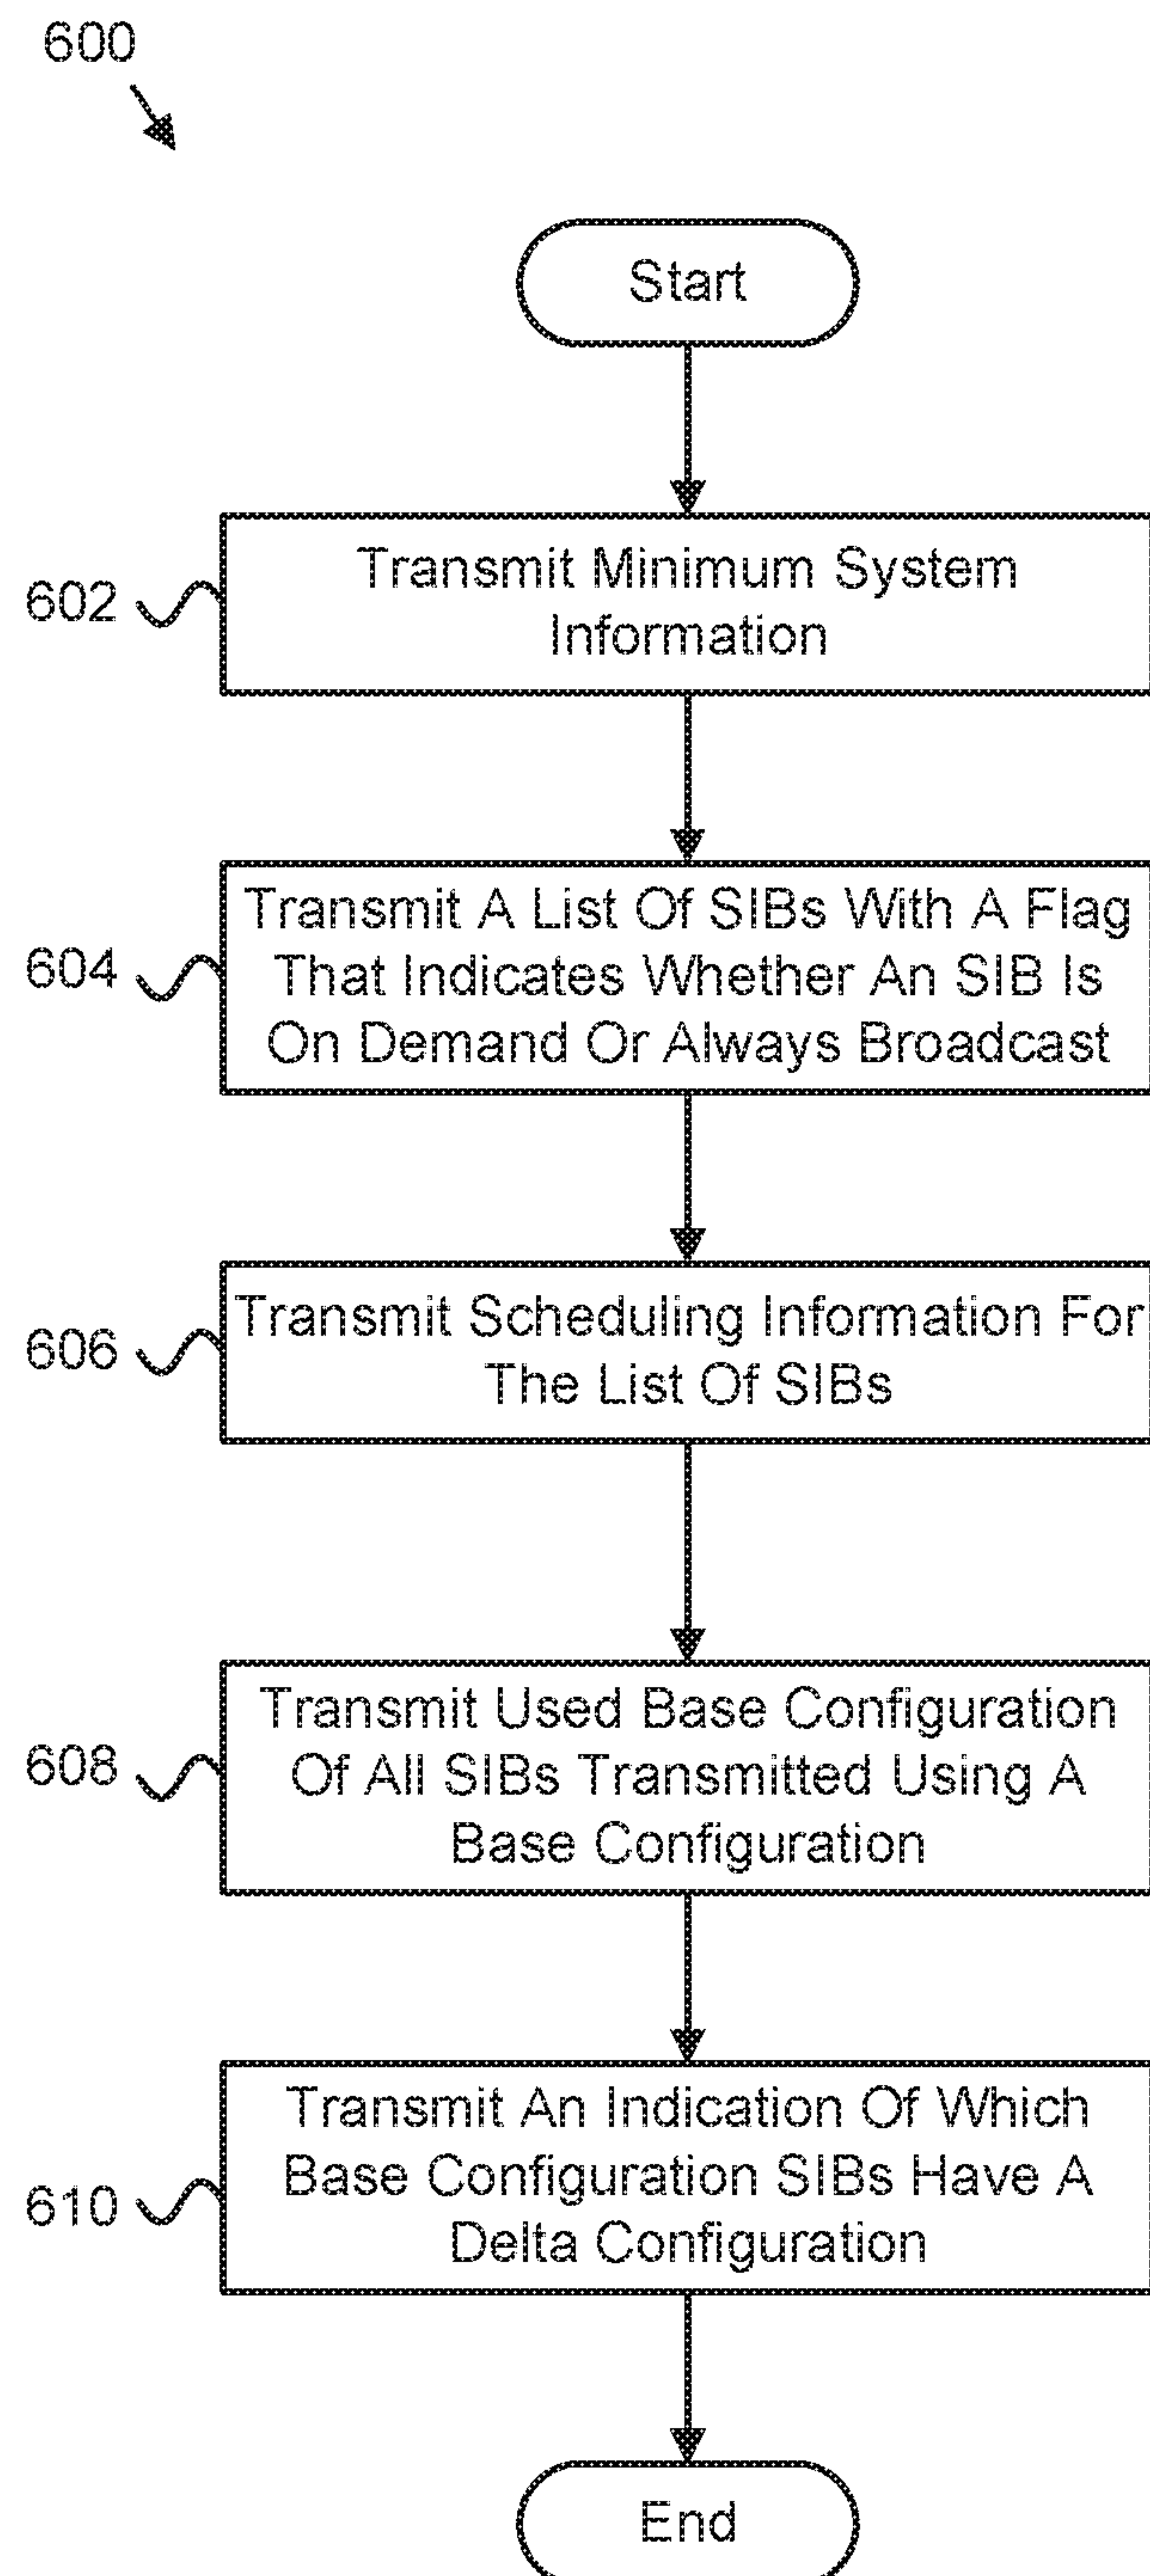 600
Start
602
Transmit Minimum System
Information
604
Transmit A List Of SIBs With A Flag
That Indicates Whether An SIB Is
On Demand Or Always Broadcast
606
Transmit Scheduling Information For
The List Of SIBs
608
Transmit Used Base Configuration
Of All SIBs Transmitted Using A
Base Configuration
610
Transmit An Indication Of Which
Base Configuration SIBs Have A
Delta Configuration
End